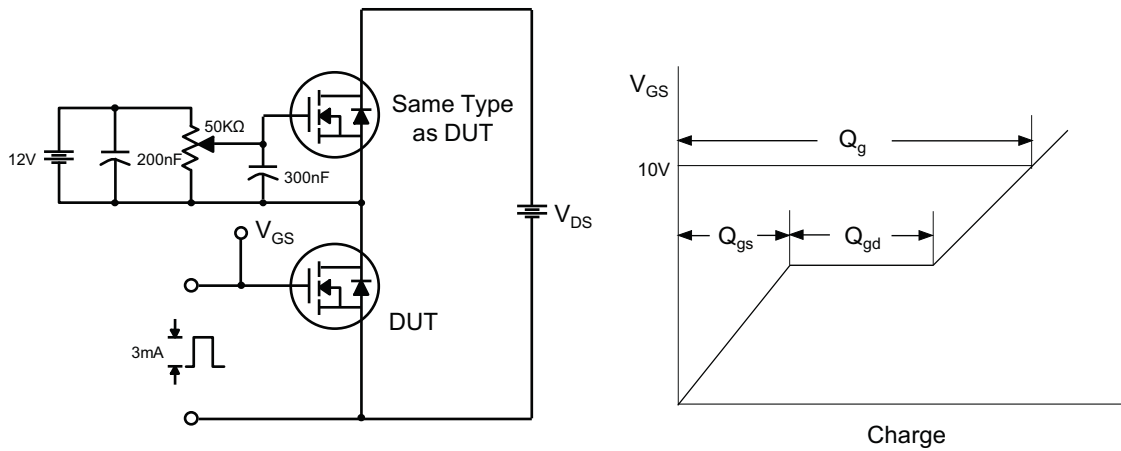 12V
200nF
50KΩ
300nF
Same Type
as DUT
V_DS
V_GS
DUT
3mA
V_GS
10V
Q_g
Q_gs
Q_gd
Charge